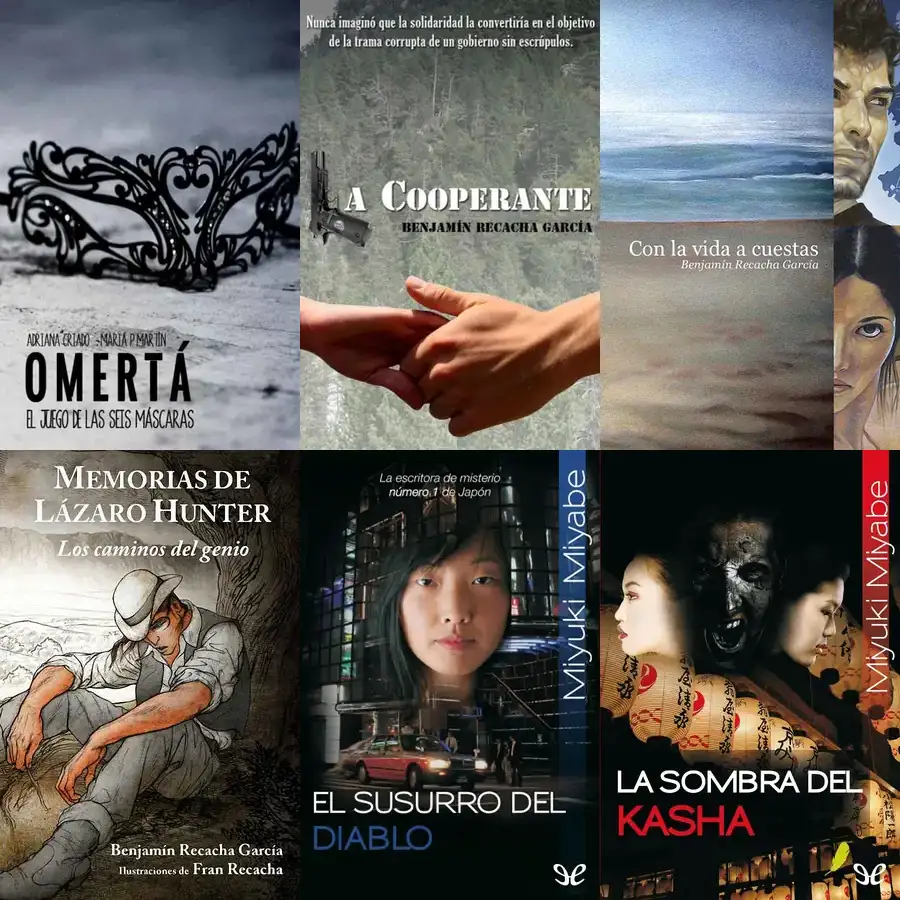 ADRIANA CRIADO - MARTA P. MARTÍN
OMERTÁ
EL JUEGO DE LAS SEIS MÁSCARAS
Nunca imaginó que la solidaridad la convertiría en el objetivo
de la trama corrupta de un gobierno sin escrúpulos.
LA COOPERANTE
BENJAMÍN RECACHA GARCÍA
Con la vida a cuestas
Benjamín Recacha García
MEMORIAS DE
LÁZARO HUNTER
Los caminos del genio
Benjamín Recacha García
Ilustraciones de Fran Recacha
La escritora de misterio
número 1 de Japón
Miyuki Miyabe
EL SUSURRO DEL
DIABLO
Miyuki Miyabe
LA SOMBRA DEL
KASHA